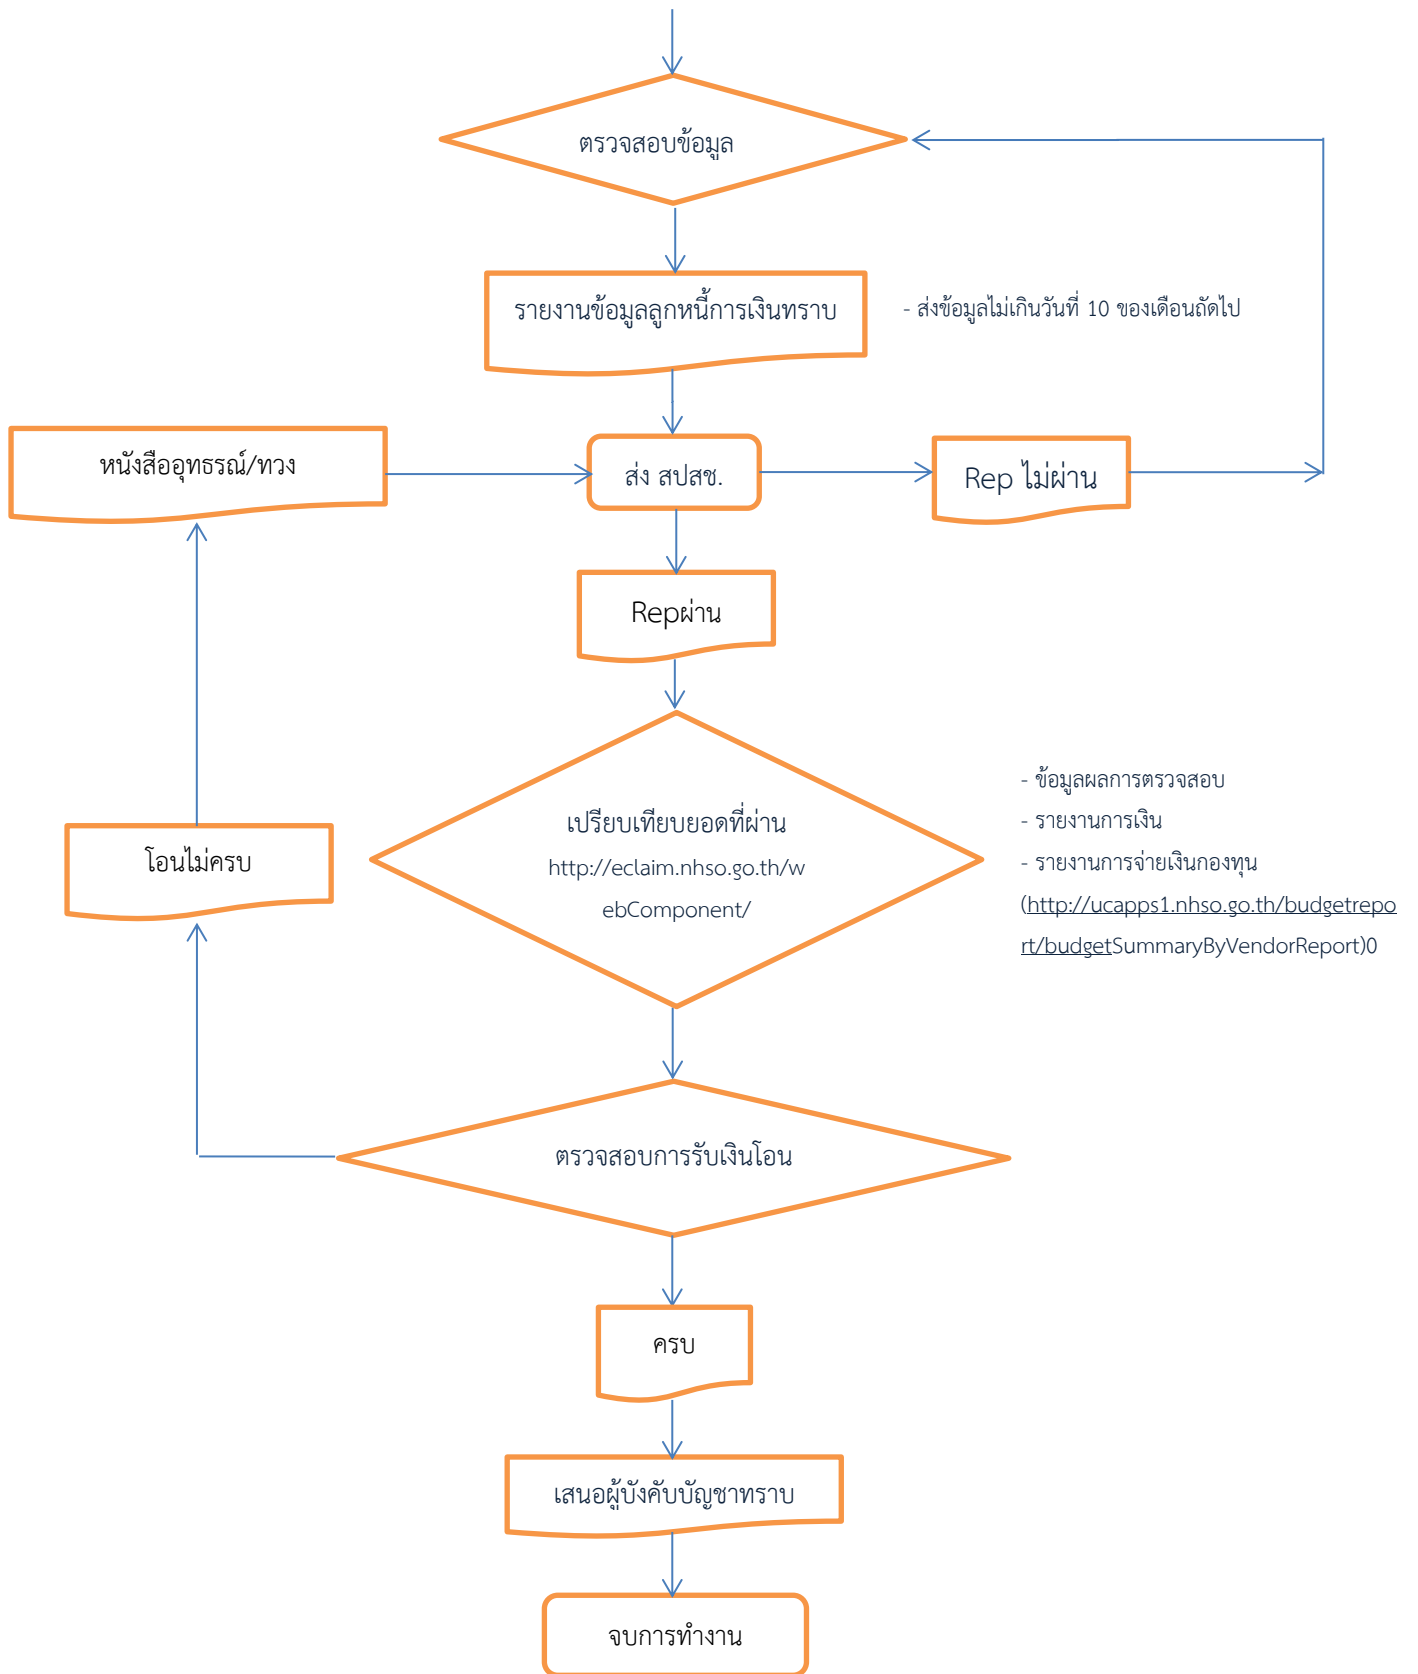 ตรวจสอบข้อมูล
รายงานข้อมูลลูกหนี้การเงินทราบ
- ส่งข้อมูลไม่เกินวันที่ 10 ของเดือนถัดไป
หนังสืออุทธรณ์/ทวง
ส่ง สปสช.
Rep ไม่ผ่าน
Repผ่าน
เปรียบเทียบยอดที่ผ่าน
http://eclaim.nhso.go.th/w
ebComponent/
- ข้อมูลผลการตรวจสอบ
- รายงานการเงิน
- รายงานการจ่ายเงินกองทุน
(http://ucapps1.nhso.go.th/budgetrepo
rt/budgetSummaryByVendorReport)0
โอนไม่ครบ
ตรวจสอบการรับเงินโอน
ครบ
เสนอผู้บังคับบัญชาทราบ
จบการทำงาน